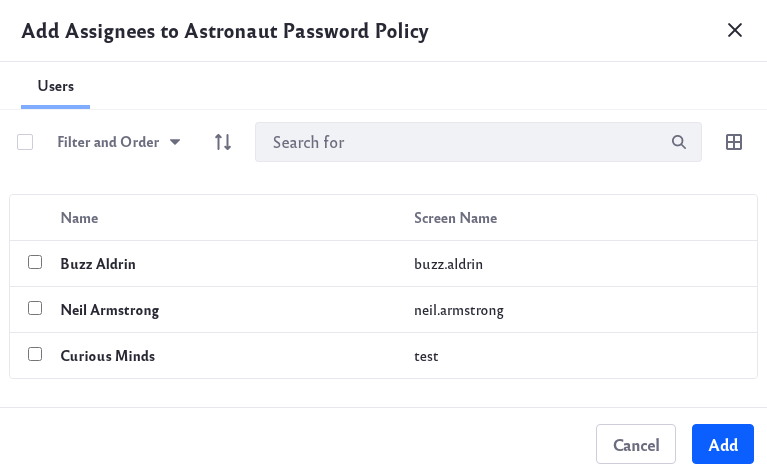 Add Assignees to Astronaut Password Policy
Users
Filter and Order
Search for
Name Screen Name
Buzz Aldrin buzz.aldrin
Neil Armstrong neil.armstrong
Curious Minds test
Cancel Add